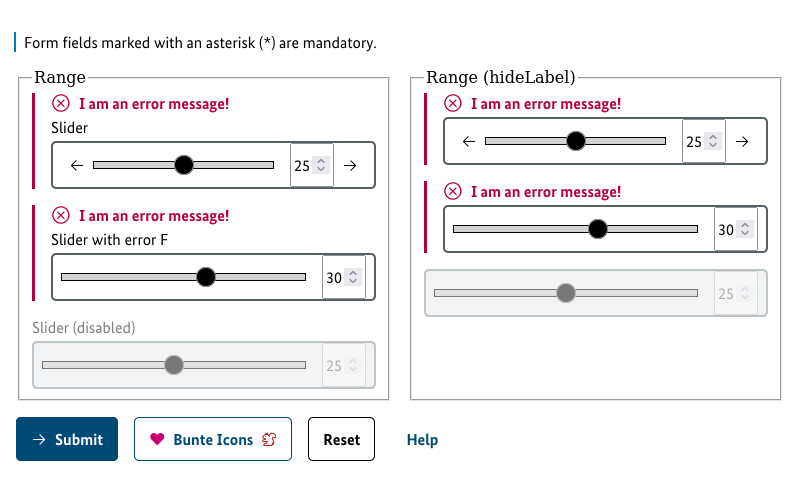 Form fields marked with an asterisk (*) are mandatory.
Range
I am an error message!
Slider
25
I am an error message!
Slider with error F
30
Slider (disabled)
25
Range (hideLabel)
I am an error message!
25
I am an error message!
30
25
Submit
Bunte Icons
Reset
Help